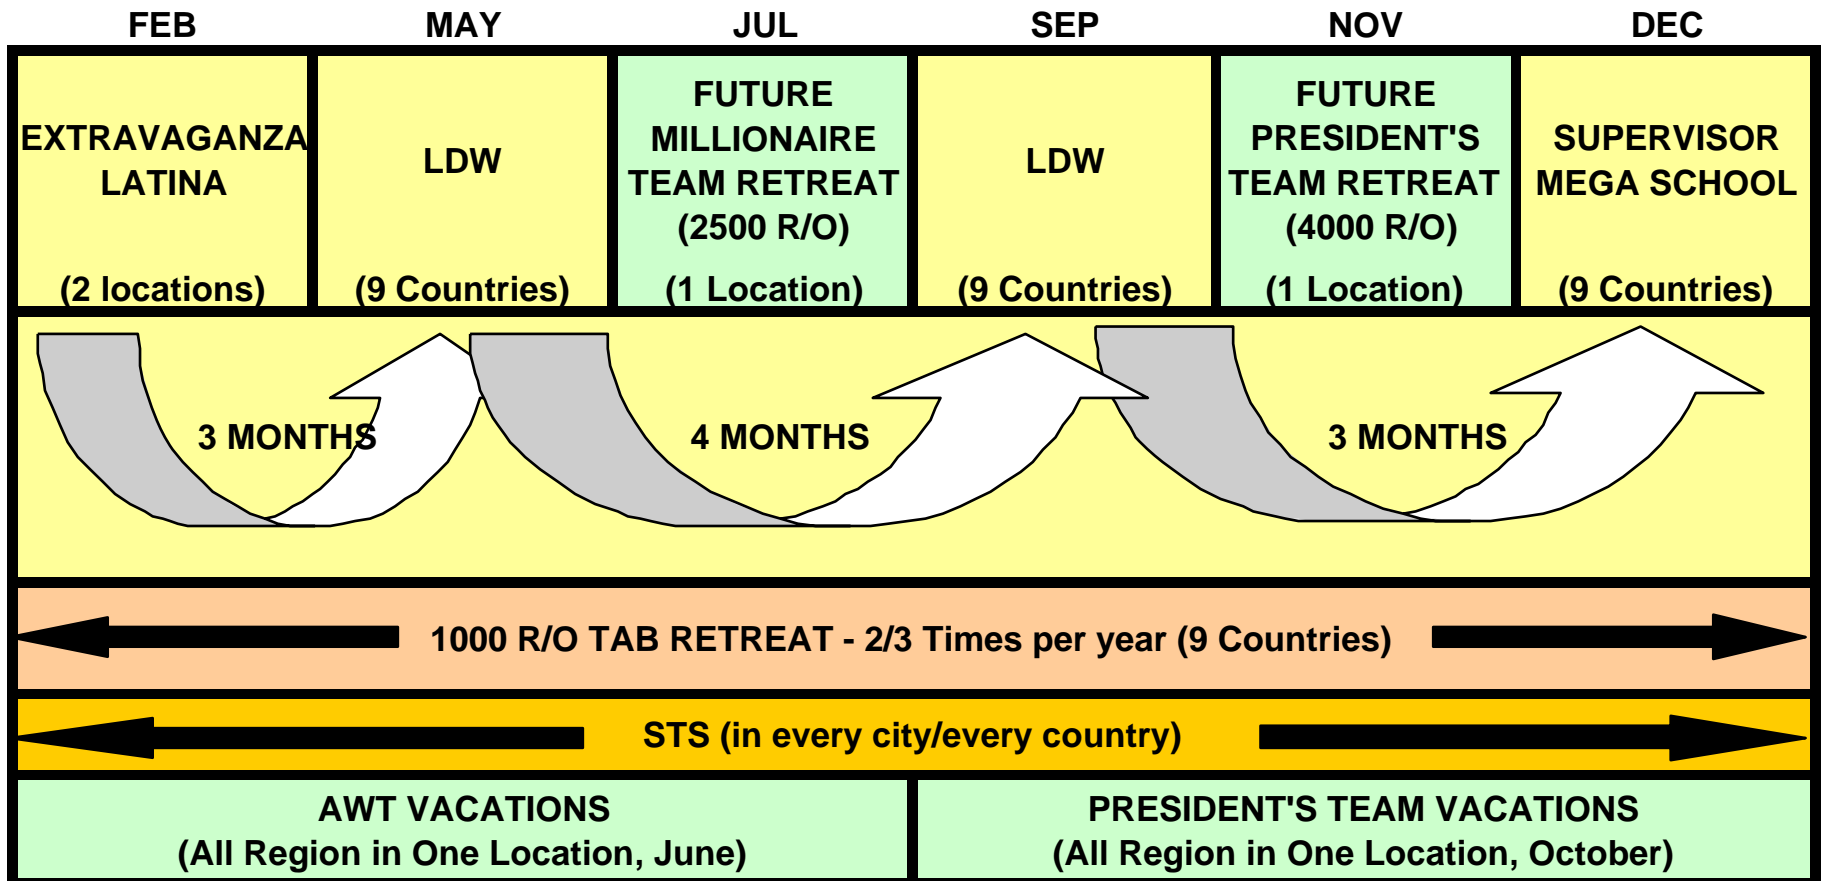 FEB
MAY
JUL
SEP
NOV
DEC
EXTRAVAGANZA
LATINA
(2 locations)
LDW
(9 Countries)
FUTURE
MILLIONAIRE
TEAM RETREAT
(2500 R/O)
(1 Location)
LDW
(9 Countries)
FUTURE
PRESIDENT'S
TEAM RETREAT
(4000 R/O)
(1 Location)
SUPERVISOR
MEGA SCHOOL
(9 Countries)
3 MONTHS
4 MONTHS
3 MONTHS
1000 R/O TAB RETREAT - 2/3 Times per year (9 Countries)
STS (in every city/every country)
AWT VACATIONS
(All Region in One Location, June)
PRESIDENT'S TEAM VACATIONS
(All Region in One Location, October)